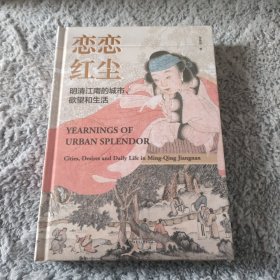 恋恋
红尘
明清江南的城市
欲望和生活
YEARNINGS OF
URBAN SPLENDOR
Cities, Desires and Daily Life in Ming-Qing Jiangnan